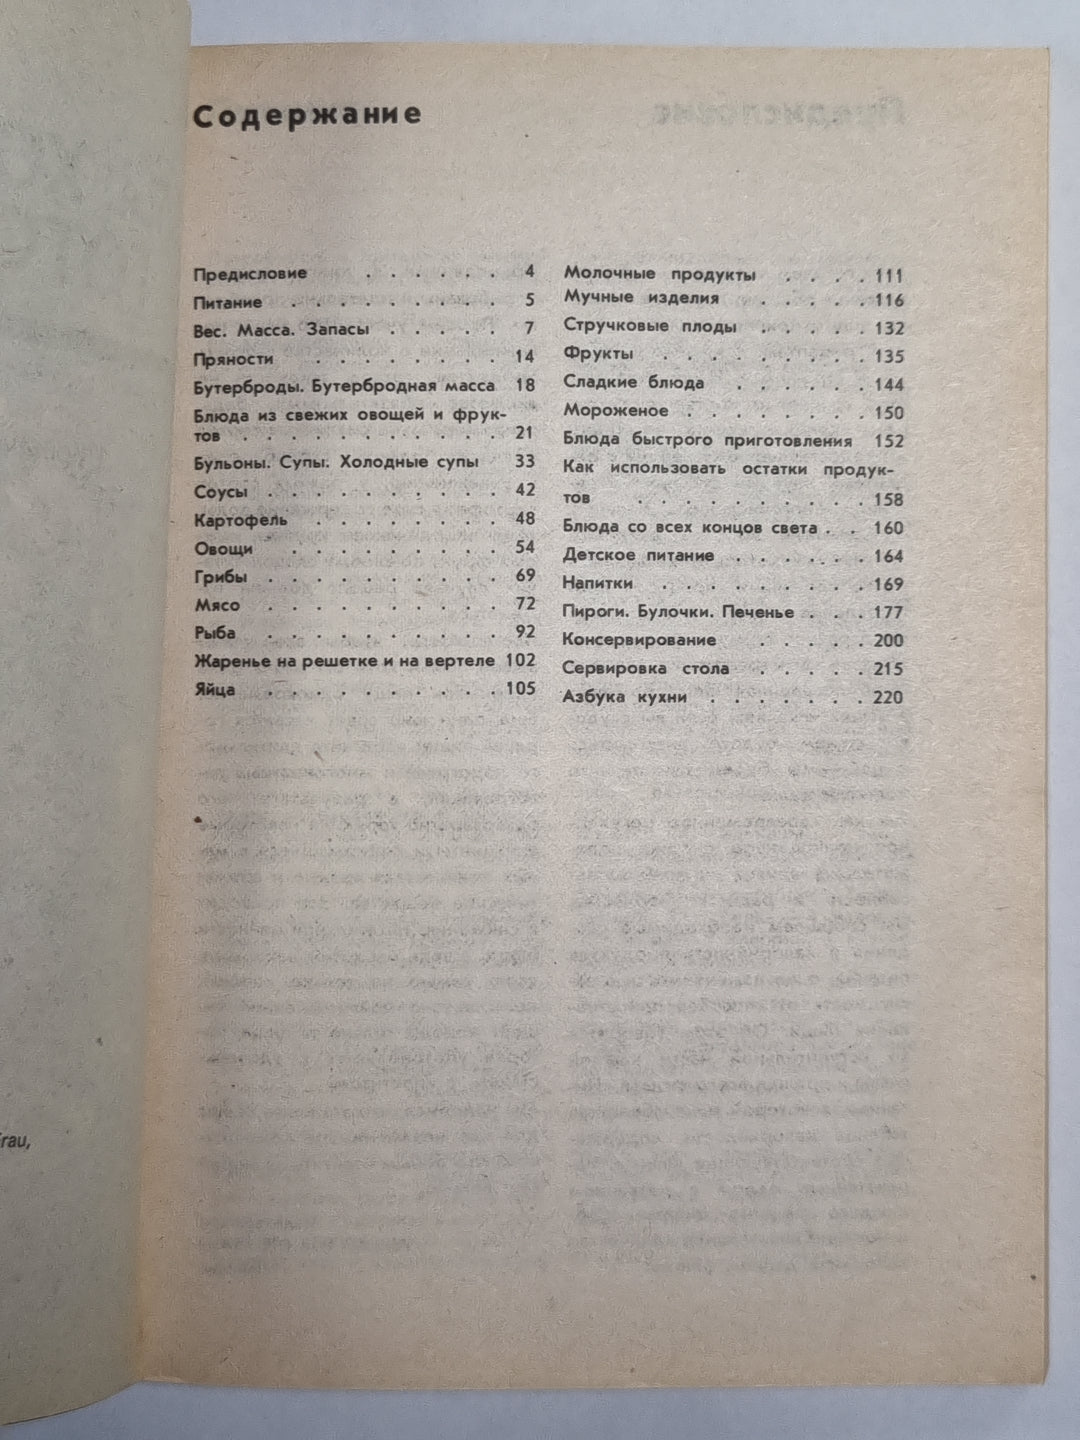 Содержание
Предисловие . . . . . . 4
Питание . . . . . . . . 5
Вес. Масса. Запасы . . . . . 7
Пряности . . . . . . . 14
Бутерброды. Бутербродная масса 18
Блюда из свежих овощей и фрук-
тов . . . . . . . . . . 21
Бульоны. Супы. Холодные супы 33
Соусы . . . . . . . . . 42
Картофель . . . . . . . 48
Овощи . . . . . . . . 54
Грибы . . . . . . . . . 69
Мясо . . . . . . . . . 72
Рыба . . . . . . . . . 92
Жаренье на решетке и на вертеле 102
Яйца . . . . . . . . . 105
Молочные продукты . . . . 111
Мучные изделия . . . . . 116
Стручковые плоды . . . . . 132
Фрукты . . . . . . . . 135
Сладкие блюда . . . . . . 144
Мороженое . . . . . . . 150
Блюда быстрого приготовления 152
Как использовать остатки продук-
тов . . . . . . . . . 158
Блюда со всех концов света . . 160
Детское питание . . . . . . 164
Напитки . . . . . . . . 169
Пироги. Булочки. Печенье . . . 177
Консервирование . . . . . 200
Сервировка стола . . . . . 215
Азбука кухни . . . . . . . 220
rau,